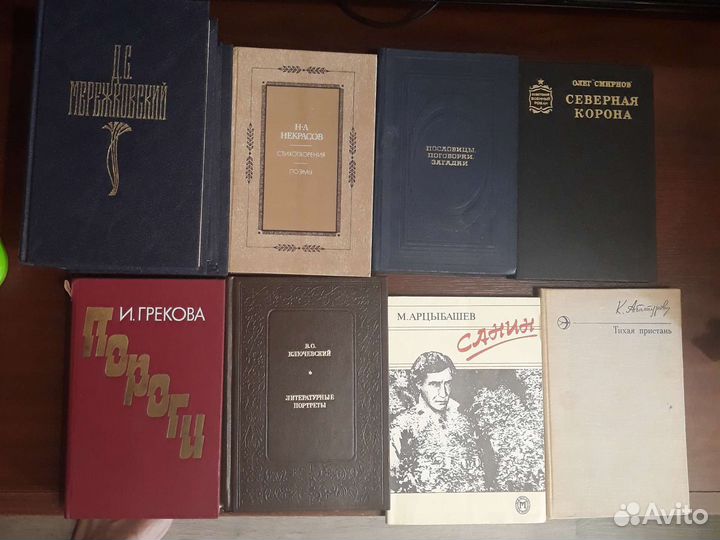 Д.С.
МЕРЕЖКОВСКИЙ
Н·А
НЕКРАСОВ
СТИХОТВОРЕНИЯ
ПОЭМЫ
ПОСЛОВИЦЫ.
ПОГОВОРКИ.
ЗАГАДКИ
ОЛЕГ СМИРНОВ
СЕВЕРНАЯ
КОРОНА
И. ГРЕКОВА
Пороги
В.О.
КЛЮЧЕВСКИЙ
ЛИТЕРАТУРНЫЕ
ПОРТРЕТЫ
М. АРЦЫБАШЕВ
САНИН
К. Абатуров
Тихая пристань
Avito